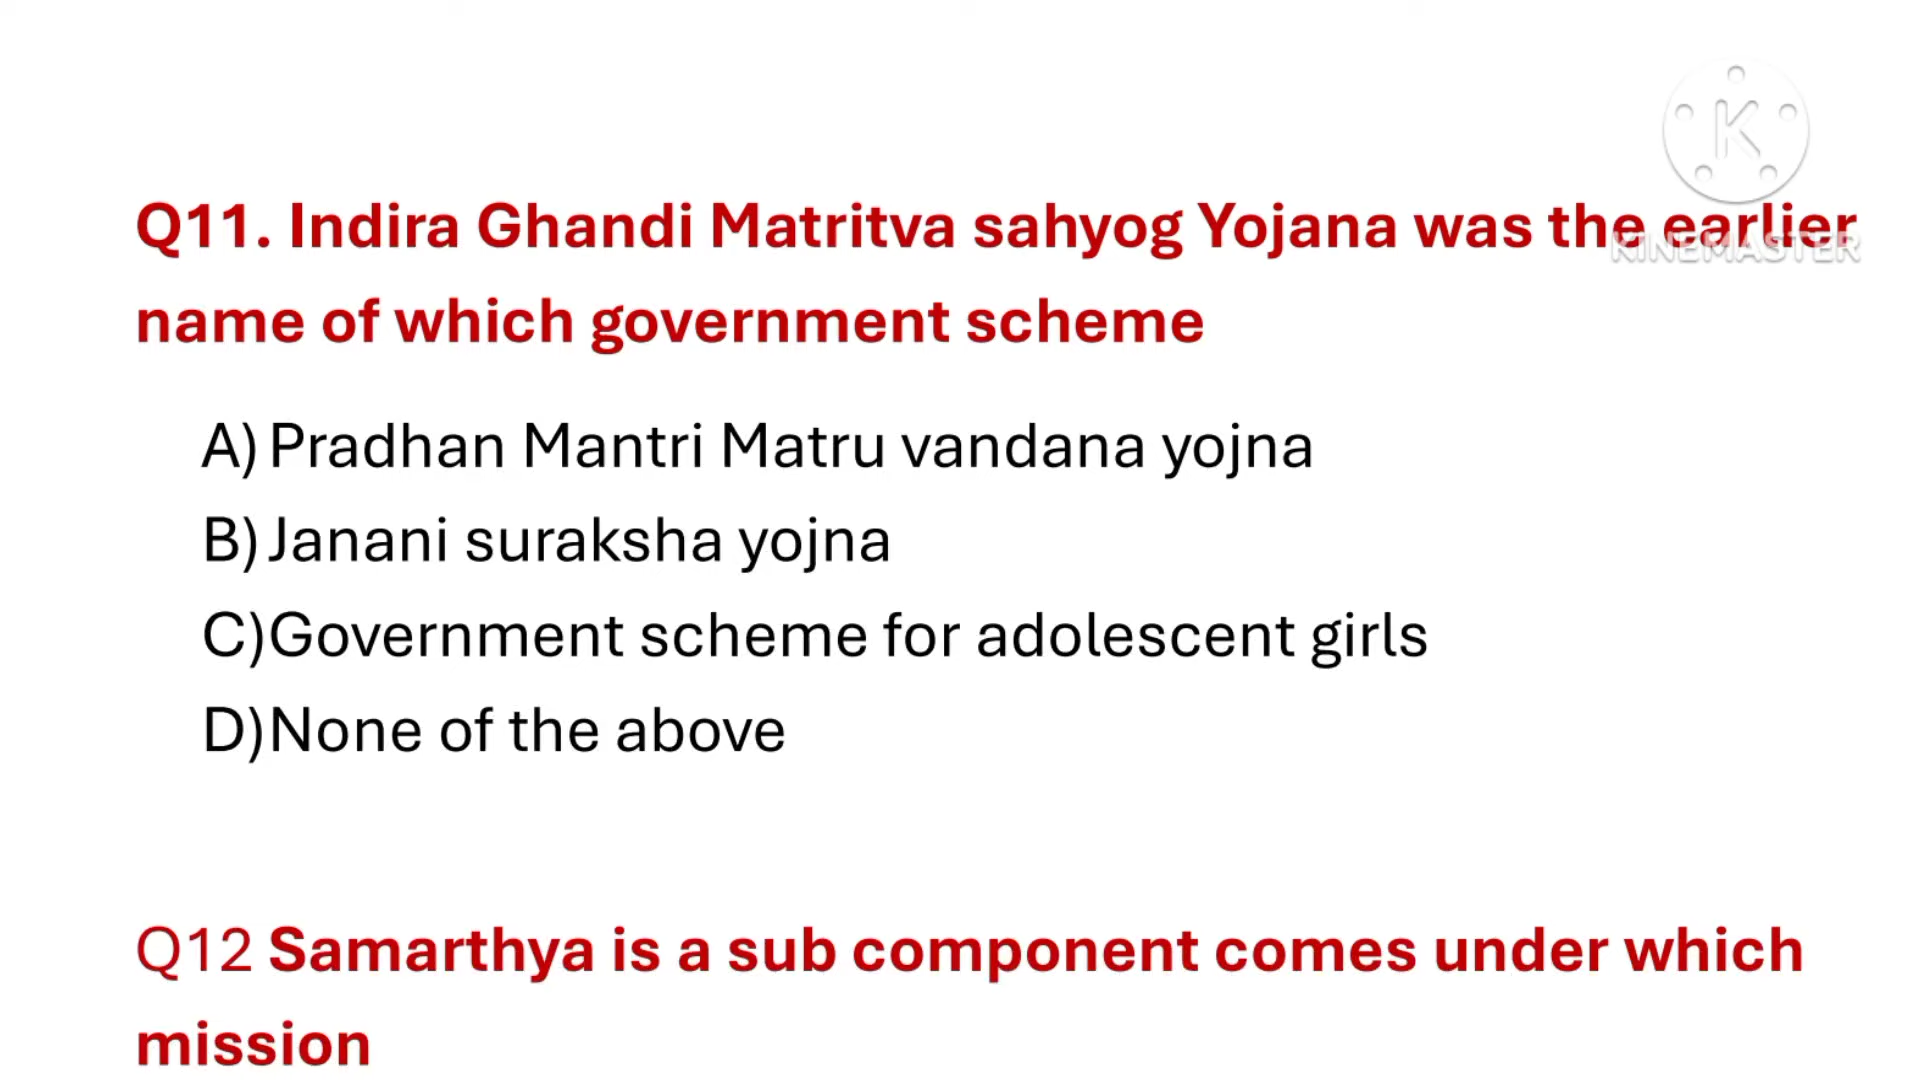 K
Q11. Indira Ghandi Matritva sahyog Yojana was the earlier
KINEMASTER
name of which government scheme
A) Pradhan Mantri Matru vandana yojna
B) Janani suraksha yojna
C)Government scheme for adolescent girls
D)None of the above
Q12 Samarthya is a sub component comes under which
mission